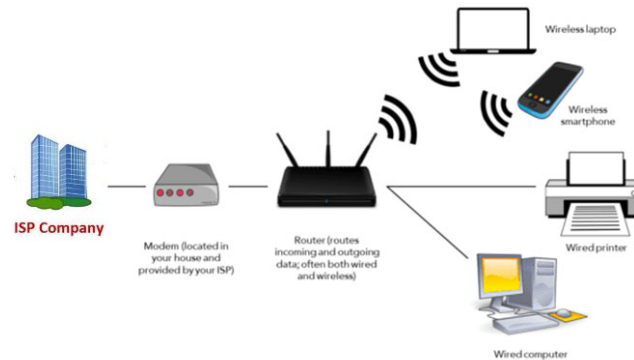 Wireless laptop
Wireless
smartphone
ISP Company
Modem (located in
your house and
provided by your ISP)
Router (routes
incoming and outgoing
data; often both wired
and wireless)
Wired printer
Wired computer